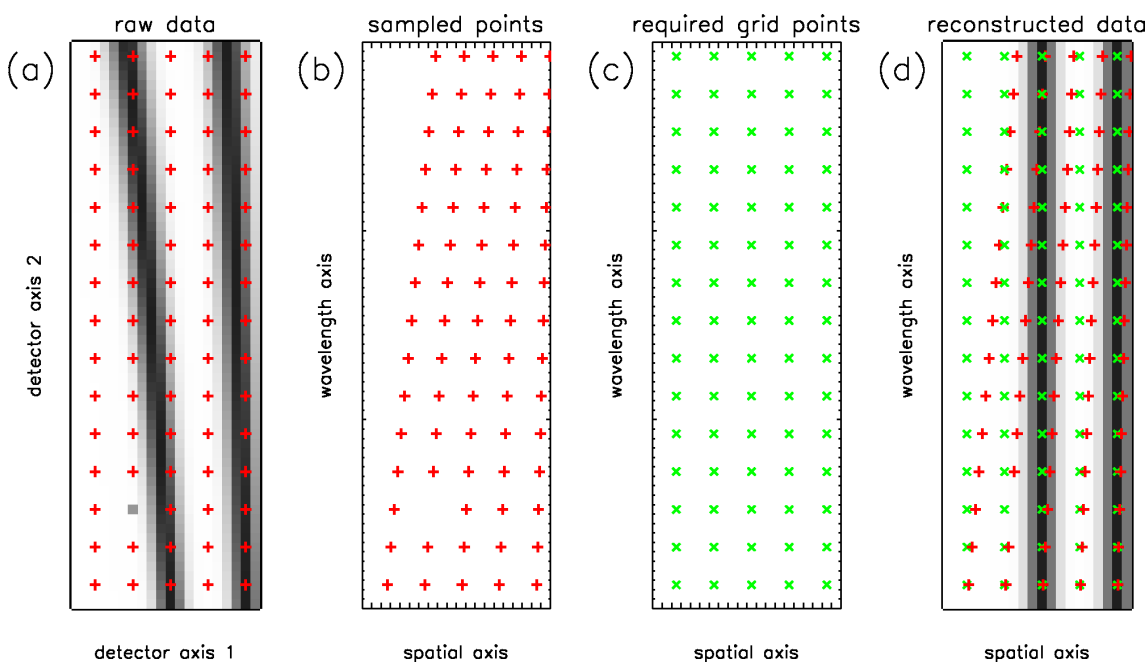 raw data
sampled points
required grid points
reconstructed data
(a)
(b)
(c)
(d)
detector axis 2
wavelength axis
wavelength axis
wavelength axis
detector axis 1
spatial axis
spatial axis
spatial axis